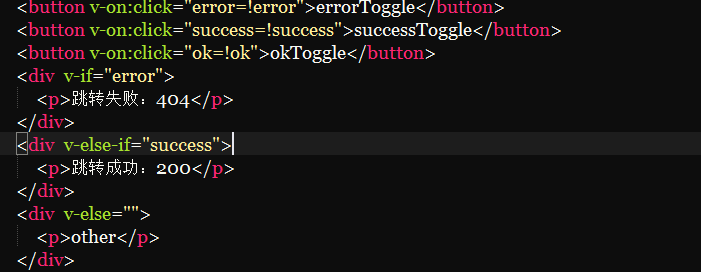 <button v-on:click="error=!error">errorToggle</button>
<button v-on:click="success=!success">successToggle</button>
<button v-on:click="ok=!ok">okToggle</button>
<div  v-if="error">
<p>跳转失败：404</p>
</div>
<div  v-else-if="success">
<p>跳转成功：200</p>
</div>
<div  v-else="">
<p>other</p>
</div>